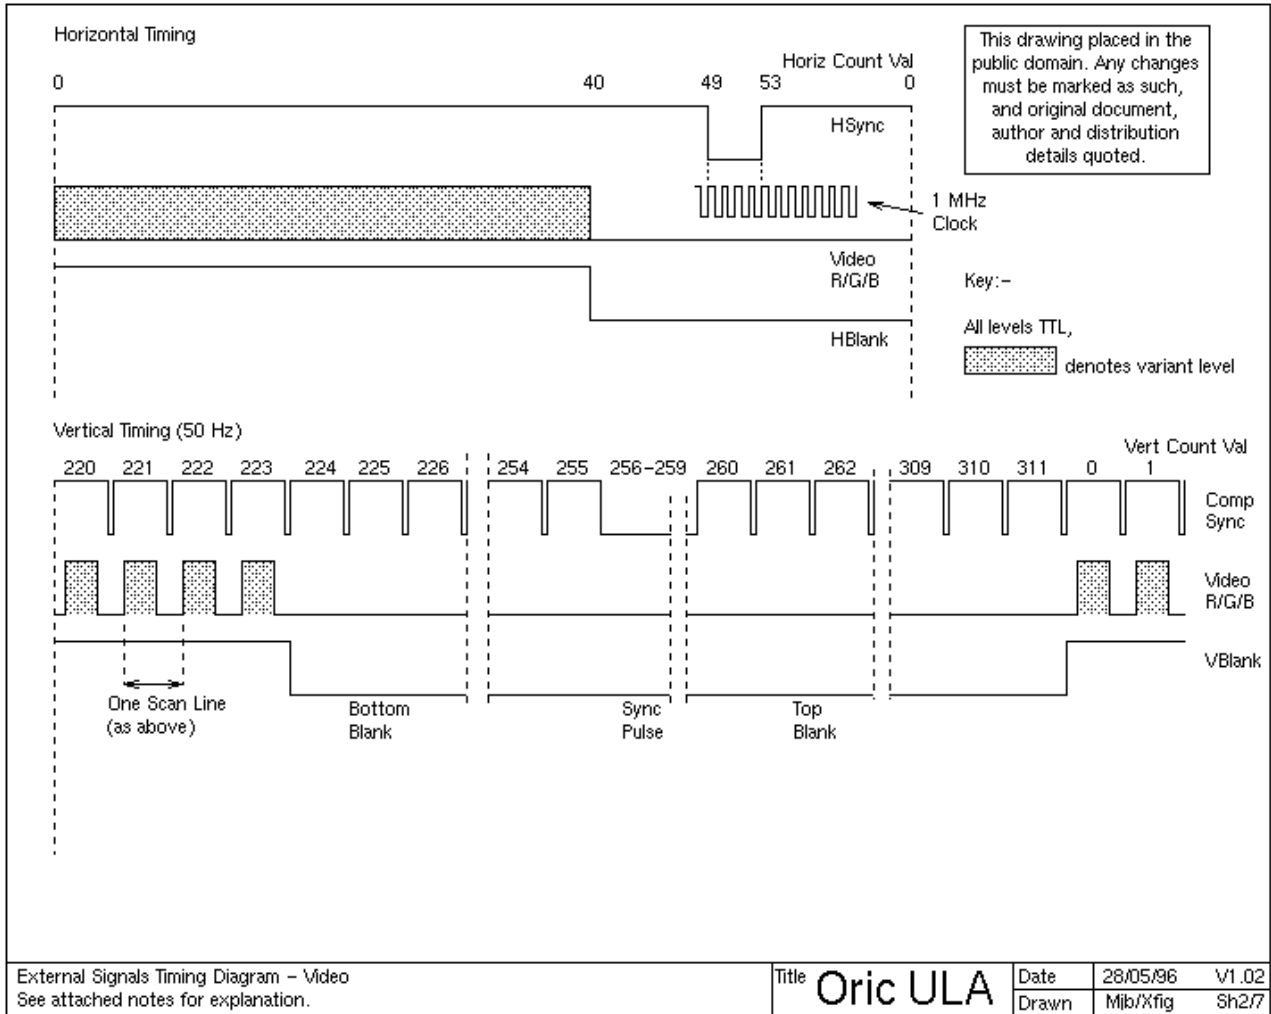 Horizontal Timing
Horiz Count Val
0 40 49 53 0
HSync
This drawing placed in the
public domain. Any changes
must be marked as such,
and original document,
author and distribution
details quoted.
1 MHz
Clock
Video
R/G/B
HBlank
Key:-
All levels TTL,
denotes variant level
Vertical Timing (50 Hz)
Vert Count Val
220 221 222 223 224 225 226 254 255 256-259 260 261 262 309 310 311 0 1
Comp
Sync
Video
R/G/B
VBlank
One Scan Line
(as above)
Bottom
Blank
Sync
Pulse
Top
Blank
External Signals Timing Diagram - Video
See attached notes for explanation.
Title Oric ULA
Date 28/05/96 V1.02
Drawn Mjb/Xfig Sh2/7